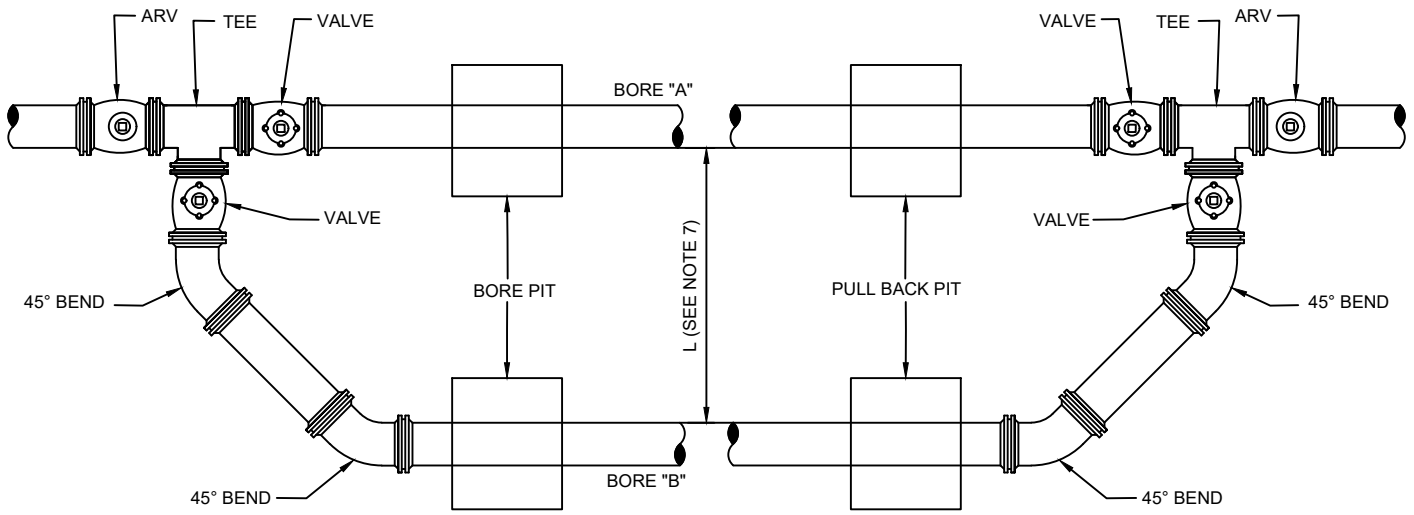 ARV
TEE
VALVE
VALVE
TEE
ARV
BORE "A"
VALVE
VALVE
L (SEE NOTE 7)
BORE PIT
PULL BACK PIT
45° BEND
45° BEND
BORE "B"
45° BEND
45° BEND